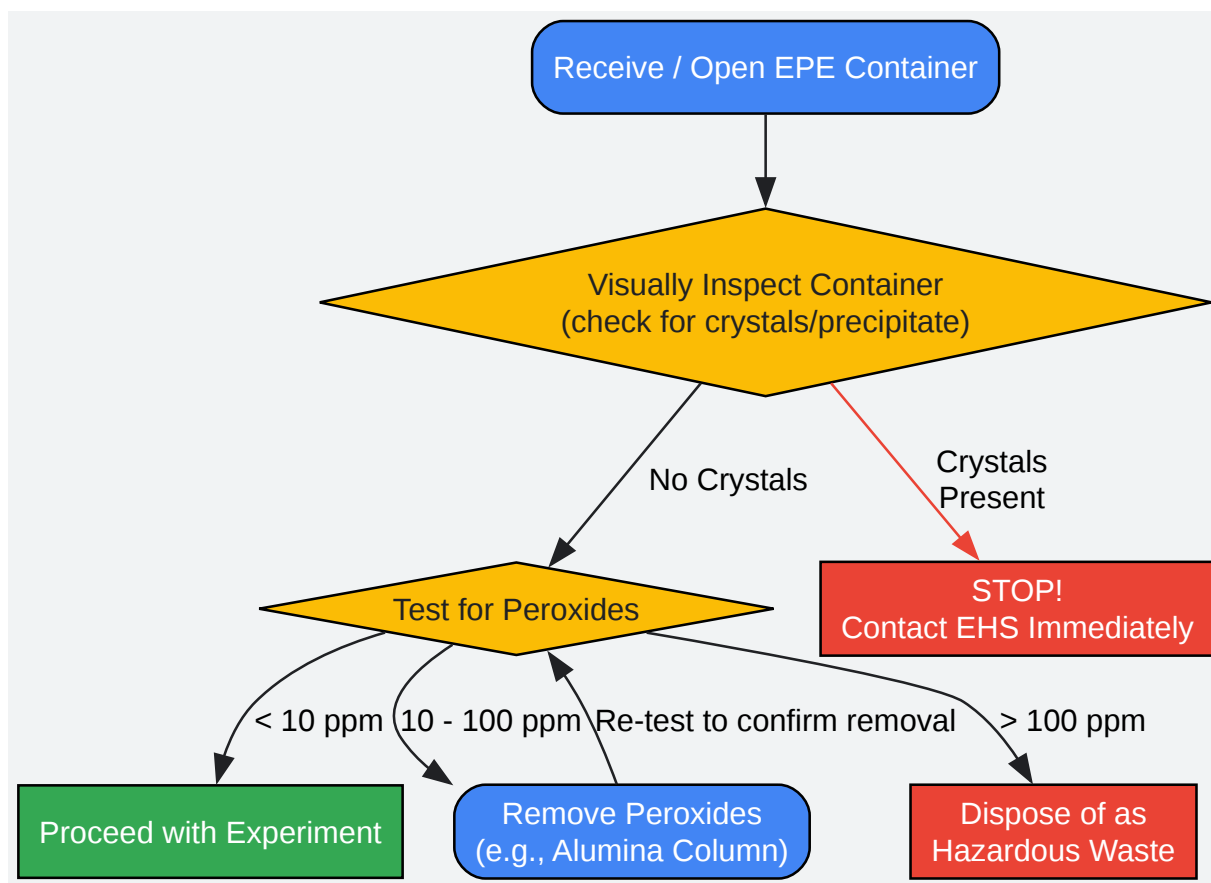 Receive / Open EPE Container
Visually Inspect Container
(check for crystals/precipitate)
No Crystals
Crystals
Present
Test for Peroxides
STOP!
Contact EHS Immediately
< 10 ppm
10 - 100 ppm
Re-test to confirm removal
> 100 ppm
Proceed with Experiment
Remove Peroxides
(e.g., Alumina Column)
Dispose of as
Hazardous Waste